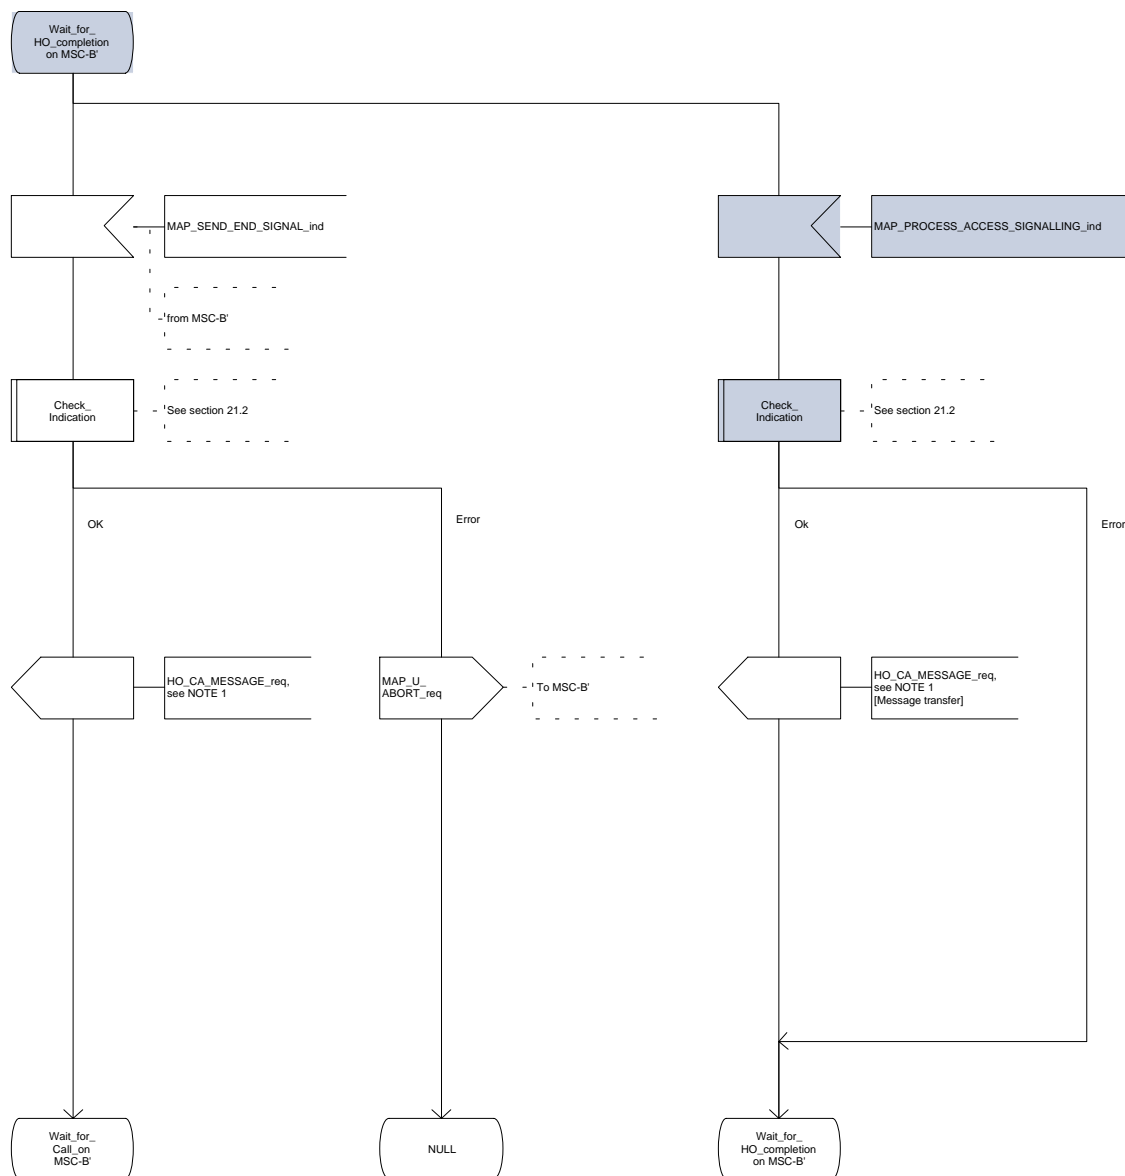 Wait_for_
HO_completion
on MSC-B'
MAP_SEND_END_SIGNAL_ind
MAP_PROCESS_ACCESS_SIGNALLING_ind
from MSC-B'
Check_
Indication
See section 21.2
Check_
Indication
See section 21.2
OK
Error
Ok
Error
HO_CA_MESSAGE_req,
see NOTE 1
MAP_U_
ABORT_req
To MSC-B'
HO_CA_MESSAGE_req,
see NOTE 1
[Message transfer]
Wait_for_
Call_on
MSC-B'
NULL
Wait_for_
HO_completion
on MSC-B'